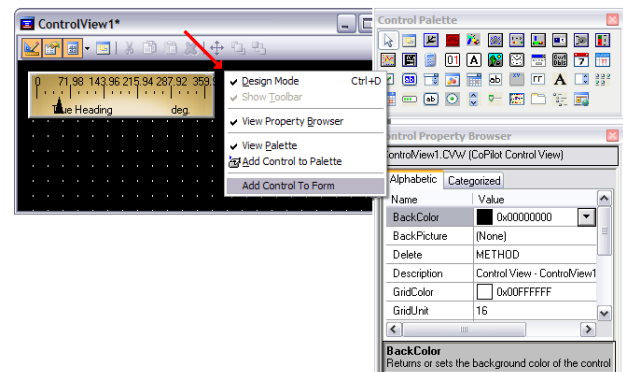 ControlView1*
0 71.98 143.96 215.94 287.92 359.
True Heading deg.
Design Mode Ctrl+D
Show Toolbar
View Property Browser
View Palette
Add Control to Palette
Add Control To Form
Control Palette
01 A 7
ab A
ab
Control Property Browser
ControlView1.CVW (CoPilot Control View)
Alphabetic Categorized
Name Value
BackColor 0x00000000
BackPicture (None)
Delete METHOD
Description Control View - ControlView1
GridColor 0x00FFFFFF
GridUnit 16
BackColor
Returns or sets the background color of the control